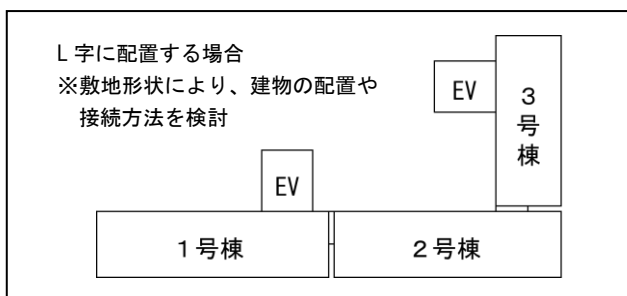 L字に配置する場合
※敷地形状により、建物の配置や
接続方法を検討
EV
3号棟
EV
1号棟
2号棟